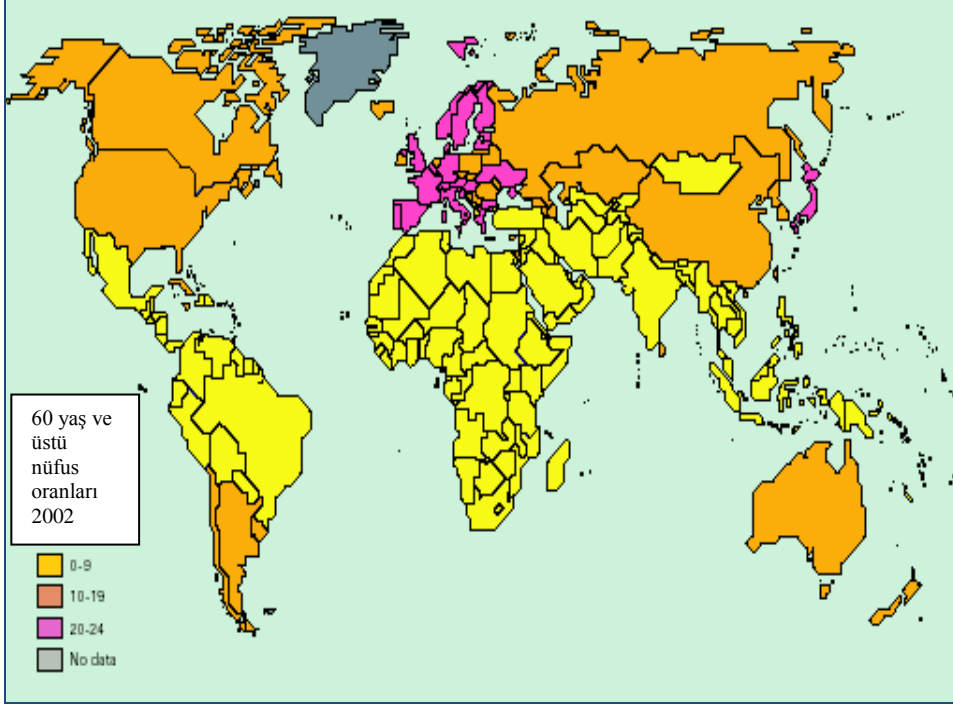 60 yaş ve
üstü
nüfus
oranları
2002
0-9
10-19
20-24
No data